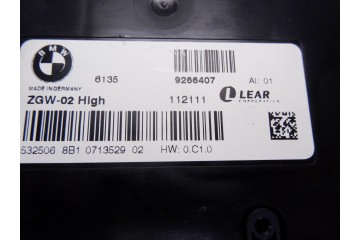 BMW
MADE IN GERMANY
6135 9266407 AI: 01
ZGW-02 High 112111 LEAR
CORPORATION
532506 8B1 0713529 02 HW: 0.C1.0